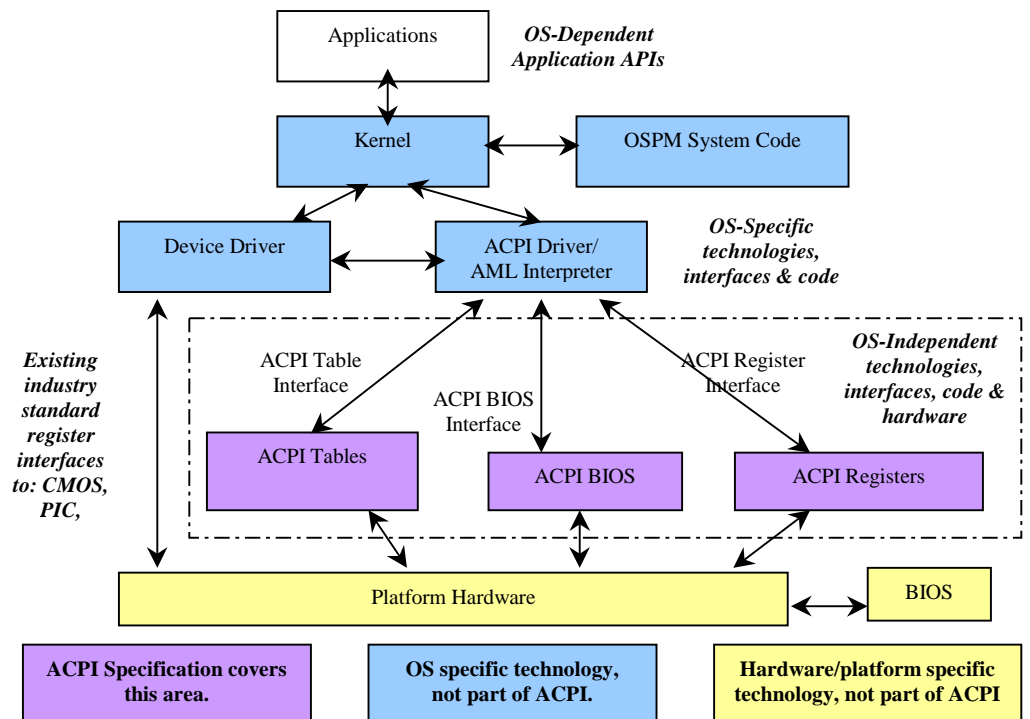 Applications
OS-Dependent
Application APIs
Kernel
OSPM System Code
Device Driver
ACPI Driver/
AML Interpreter
OS-Specific
technologies,
interfaces & code
Existing
industry
standard
register
interfaces
to: CMOS,
PIC,
ACPI Table
Interface
ACPI BIOS
Interface
ACPI Register
Interface
OS-Independent
technologies,
interfaces, code &
hardware
ACPI Tables
ACPI BIOS
ACPI Registers
Platform Hardware
BIOS
ACPI Specification covers
this area.
OS specific technology,
not part of ACPI.
Hardware/platform specific
technology, not part of ACPI